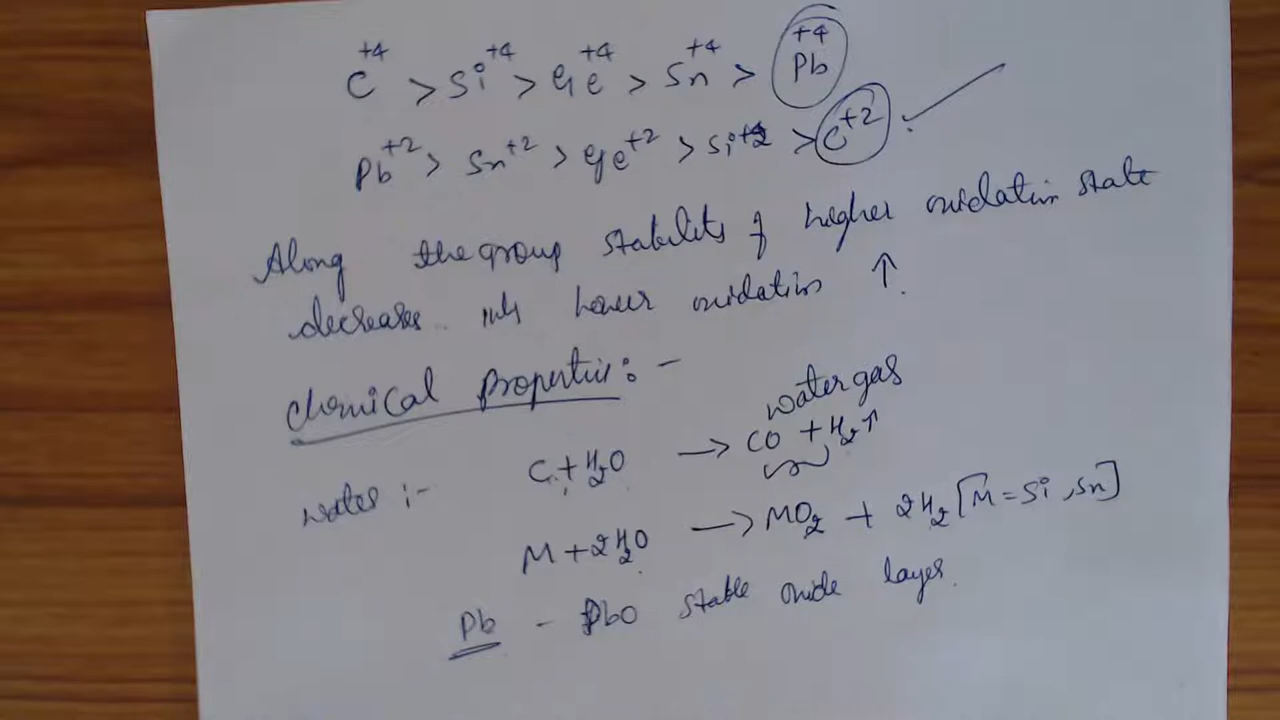 C⁺⁴ > Si⁺⁴ > Ge⁺⁴ > Sn⁺⁴ > Pb⁺⁴
Pb⁺² > Sn⁺² > Ge⁺² > Si⁺² > C⁺²
Along the group stability of higher oxidation state
decreases lower oxidation ↑.
Chemical Properties: -
water gas
water :- C + H₂O → CO + H₂↑
M + 2H₂O → MO₂ + 2H₂ [M = Si, Sn]
Pb - PbO stable oxide layer.